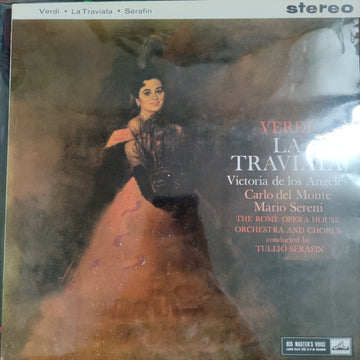 Verdi • La Traviata • Serafin
stereo
VERDI
LA
TRAVIATA
Victoria de los Angeles
Carlo del Monte
Mario Sereni
THE ROME OPERA HOUSE
ORCHESTRA AND CHORUS
conducted by
TULLIO SERAFIN
HIS MASTER'S VOICE